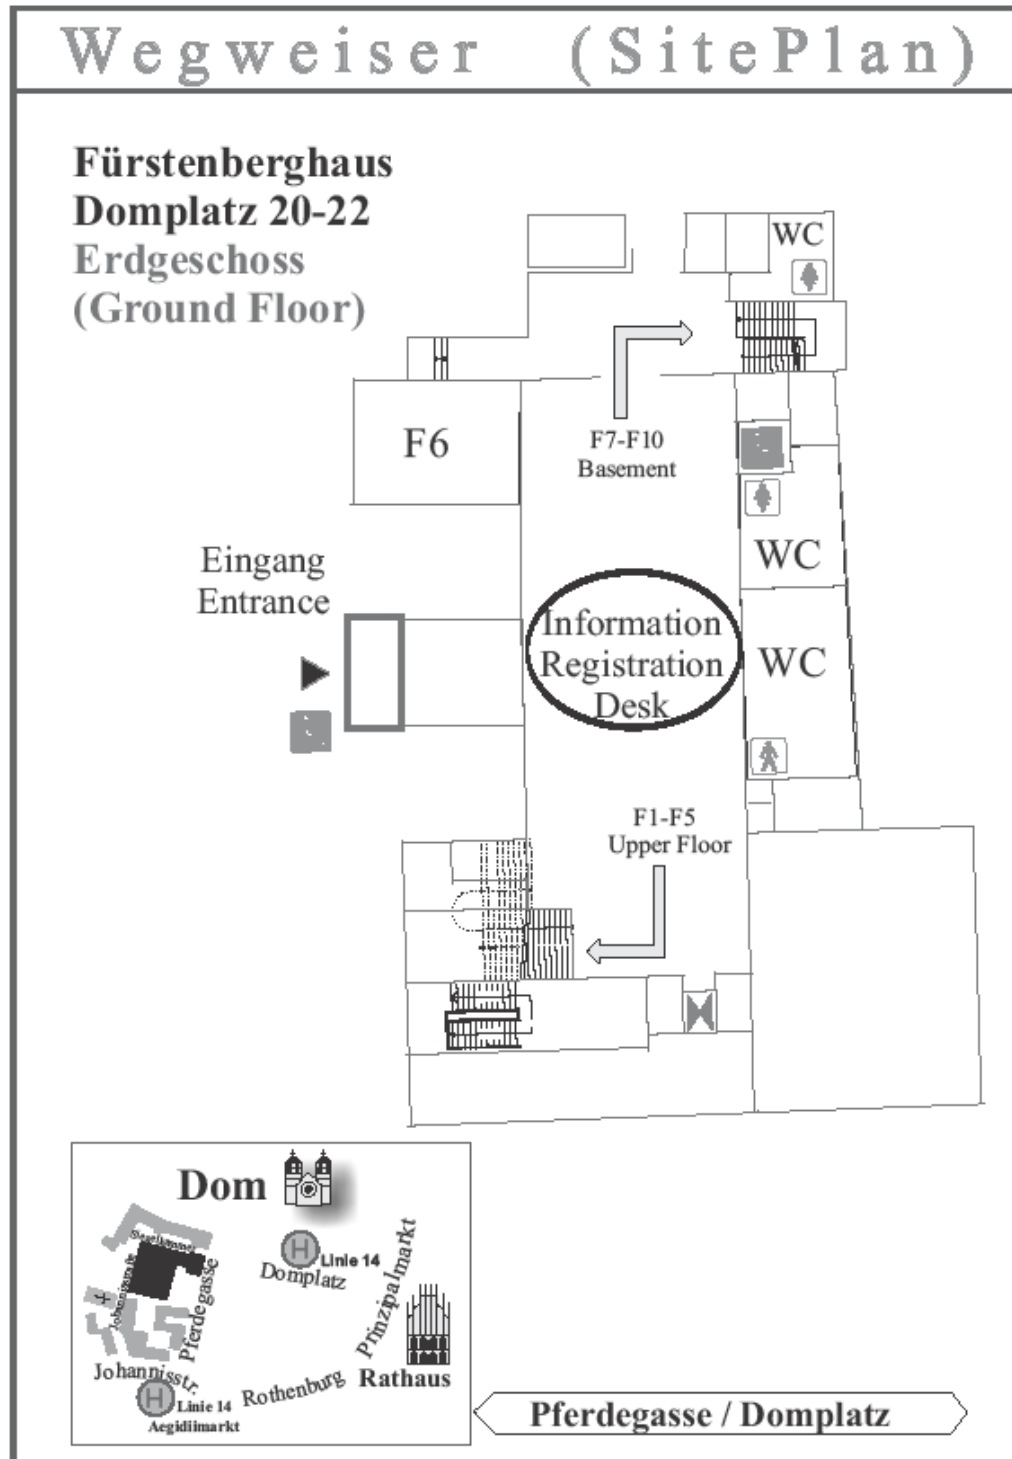 Wegweiser (SitePlan)
Fürstenberghaus
Domplatz 20-22
Erdgeschoss
(Ground Floor)
WC
F6
F7-F10
Basement
Eingang
Entrance
WC
Information
Registration
Desk
WC
F1-F5
Upper Floor
Dom
H Linie 14
Domplatz
Prinzipalmarkt
Pferdegasse
Johannisstr.
H Linie 14
Aegidiimarkt
Rothenburg
Rathaus
Pferdegasse / Domplatz